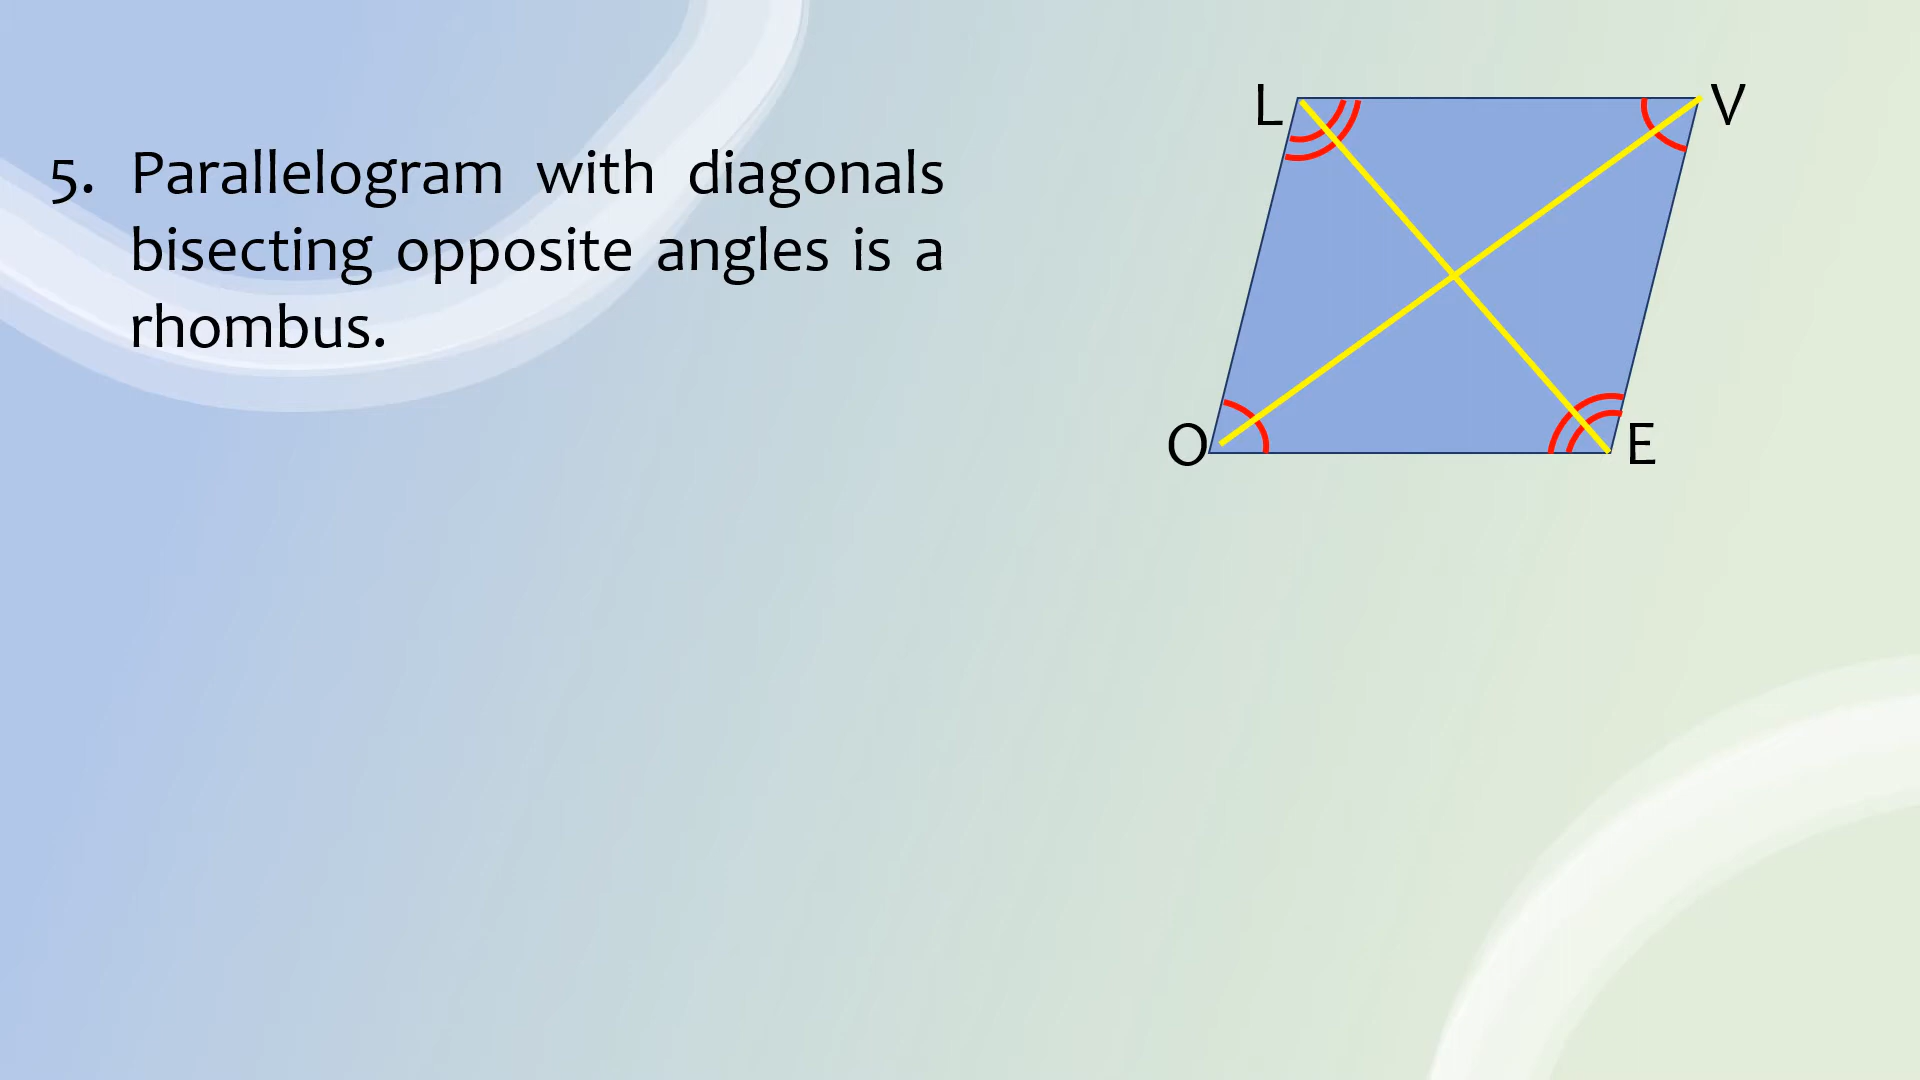 L V
5. Parallelogram with diagonals
bisecting opposite angles is a
rhombus.
O E